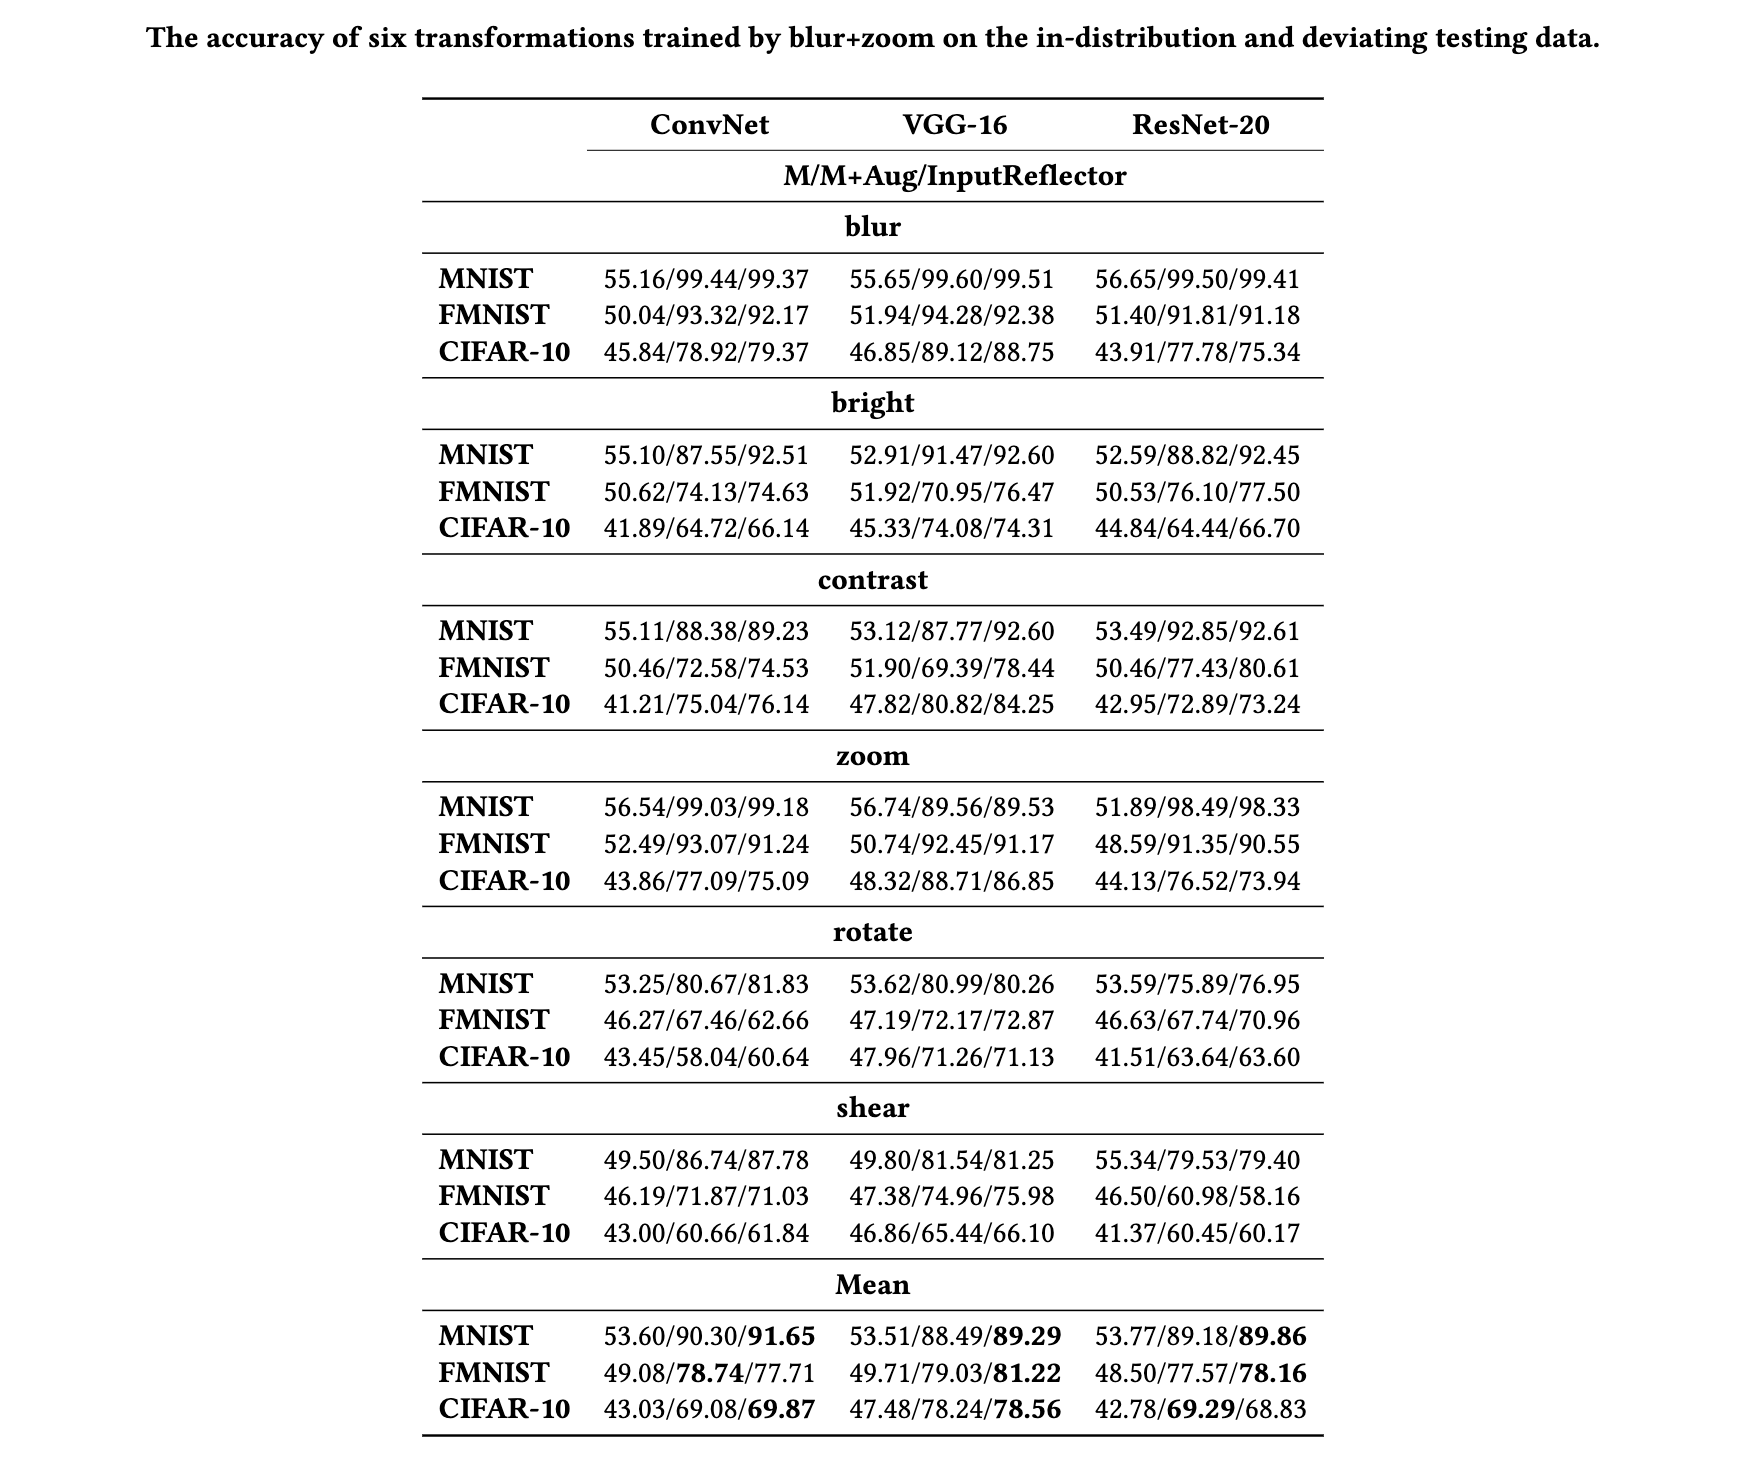 The accuracy of six transformations trained by blur+zoom on the in-distribution and deviating testing data.
ConvNet VGG-16 ResNet-20
M/M+Aug/InputReflector
blur
MNIST 55.16/99.44/99.37 55.65/99.60/99.51 56.65/99.50/99.41
FMNIST 50.04/93.32/92.17 51.94/94.28/92.38 51.40/91.81/91.18
CIFAR-10 45.84/78.92/79.37 46.85/89.12/88.75 43.91/77.78/75.34
bright
MNIST 55.10/87.55/92.51 52.91/91.47/92.60 52.59/88.82/92.45
FMNIST 50.62/74.13/74.63 51.92/70.95/76.47 50.53/76.10/77.50
CIFAR-10 41.89/64.72/66.14 45.33/74.08/74.31 44.84/64.44/66.70
contrast
MNIST 55.11/88.38/89.23 53.12/87.77/92.60 53.49/92.85/92.61
FMNIST 50.46/72.58/74.53 51.90/69.39/78.44 50.46/77.43/80.61
CIFAR-10 41.21/75.04/76.14 47.82/80.82/84.25 42.95/72.89/73.24
zoom
MNIST 56.54/99.03/99.18 56.74/89.56/89.53 51.89/98.49/98.33
FMNIST 52.49/93.07/91.24 50.74/92.45/91.17 48.59/91.35/90.55
CIFAR-10 43.86/77.09/75.09 48.32/88.71/86.85 44.13/76.52/73.94
rotate
MNIST 53.25/80.67/81.83 53.62/80.99/80.26 53.59/75.89/76.95
FMNIST 46.27/67.46/62.66 47.19/72.17/72.87 46.63/67.74/70.96
CIFAR-10 43.45/58.04/60.64 47.96/71.26/71.13 41.51/63.64/63.60
shear
MNIST 49.50/86.74/87.78 49.80/81.54/81.25 55.34/79.53/79.40
FMNIST 46.19/71.87/71.03 47.38/74.96/75.98 46.50/60.98/58.16
CIFAR-10 43.00/60.66/61.84 46.86/65.44/66.10 41.37/60.45/60.17
Mean
MNIST 53.60/90.30/91.65 53.51/88.49/89.29 53.77/89.18/89.86
FMNIST 49.08/78.74/77.71 49.71/79.03/81.22 48.50/77.57/78.16
CIFAR-10 43.03/69.08/69.87 47.48/78.24/78.56 42.78/69.29/68.83